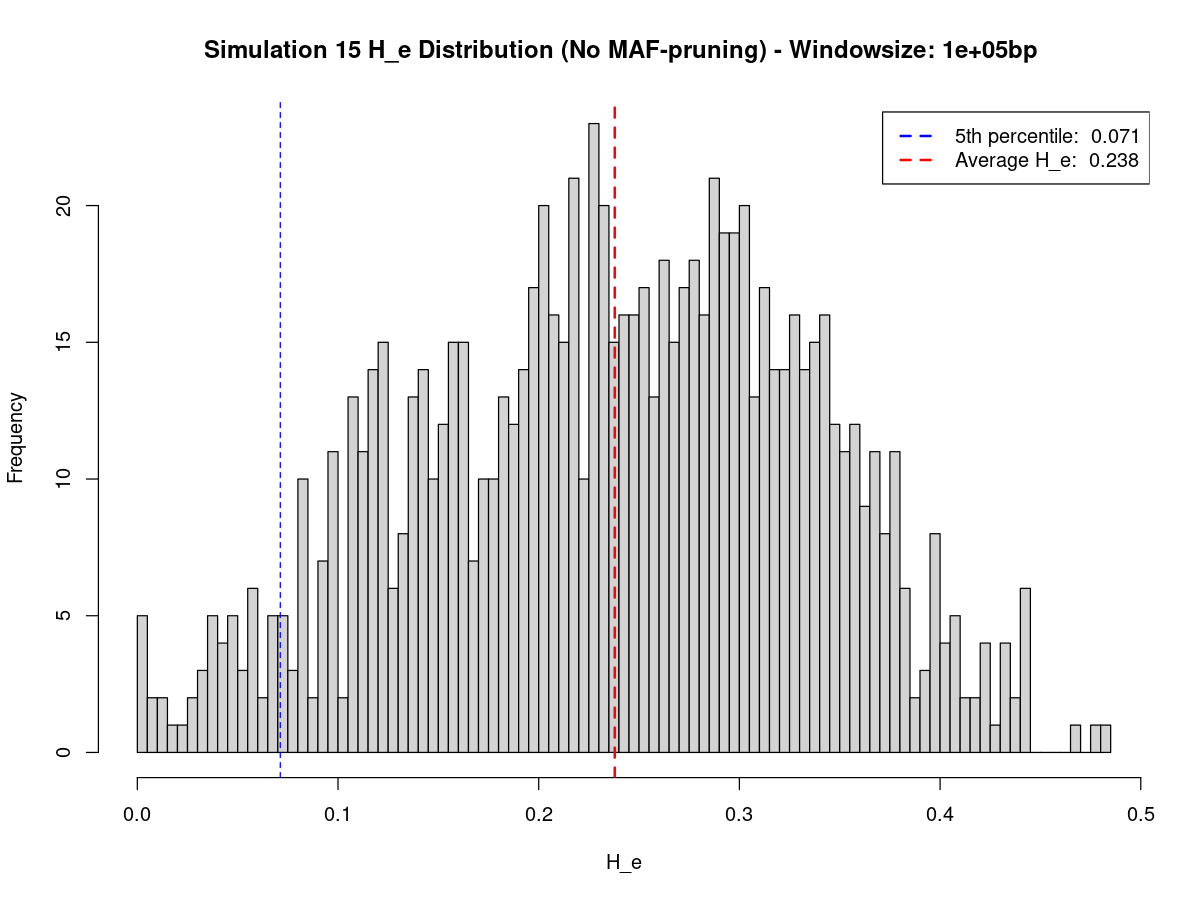 Simulation 15 H_e Distribution (No MAF-pruning) - Windowsize: 1e+05bp
5th percentile:  0.071
Average H_e:  0.238
Frequency
20
15
10
5
0
0.0 0.1 0.2 0.3 0.4 0.5
H_e